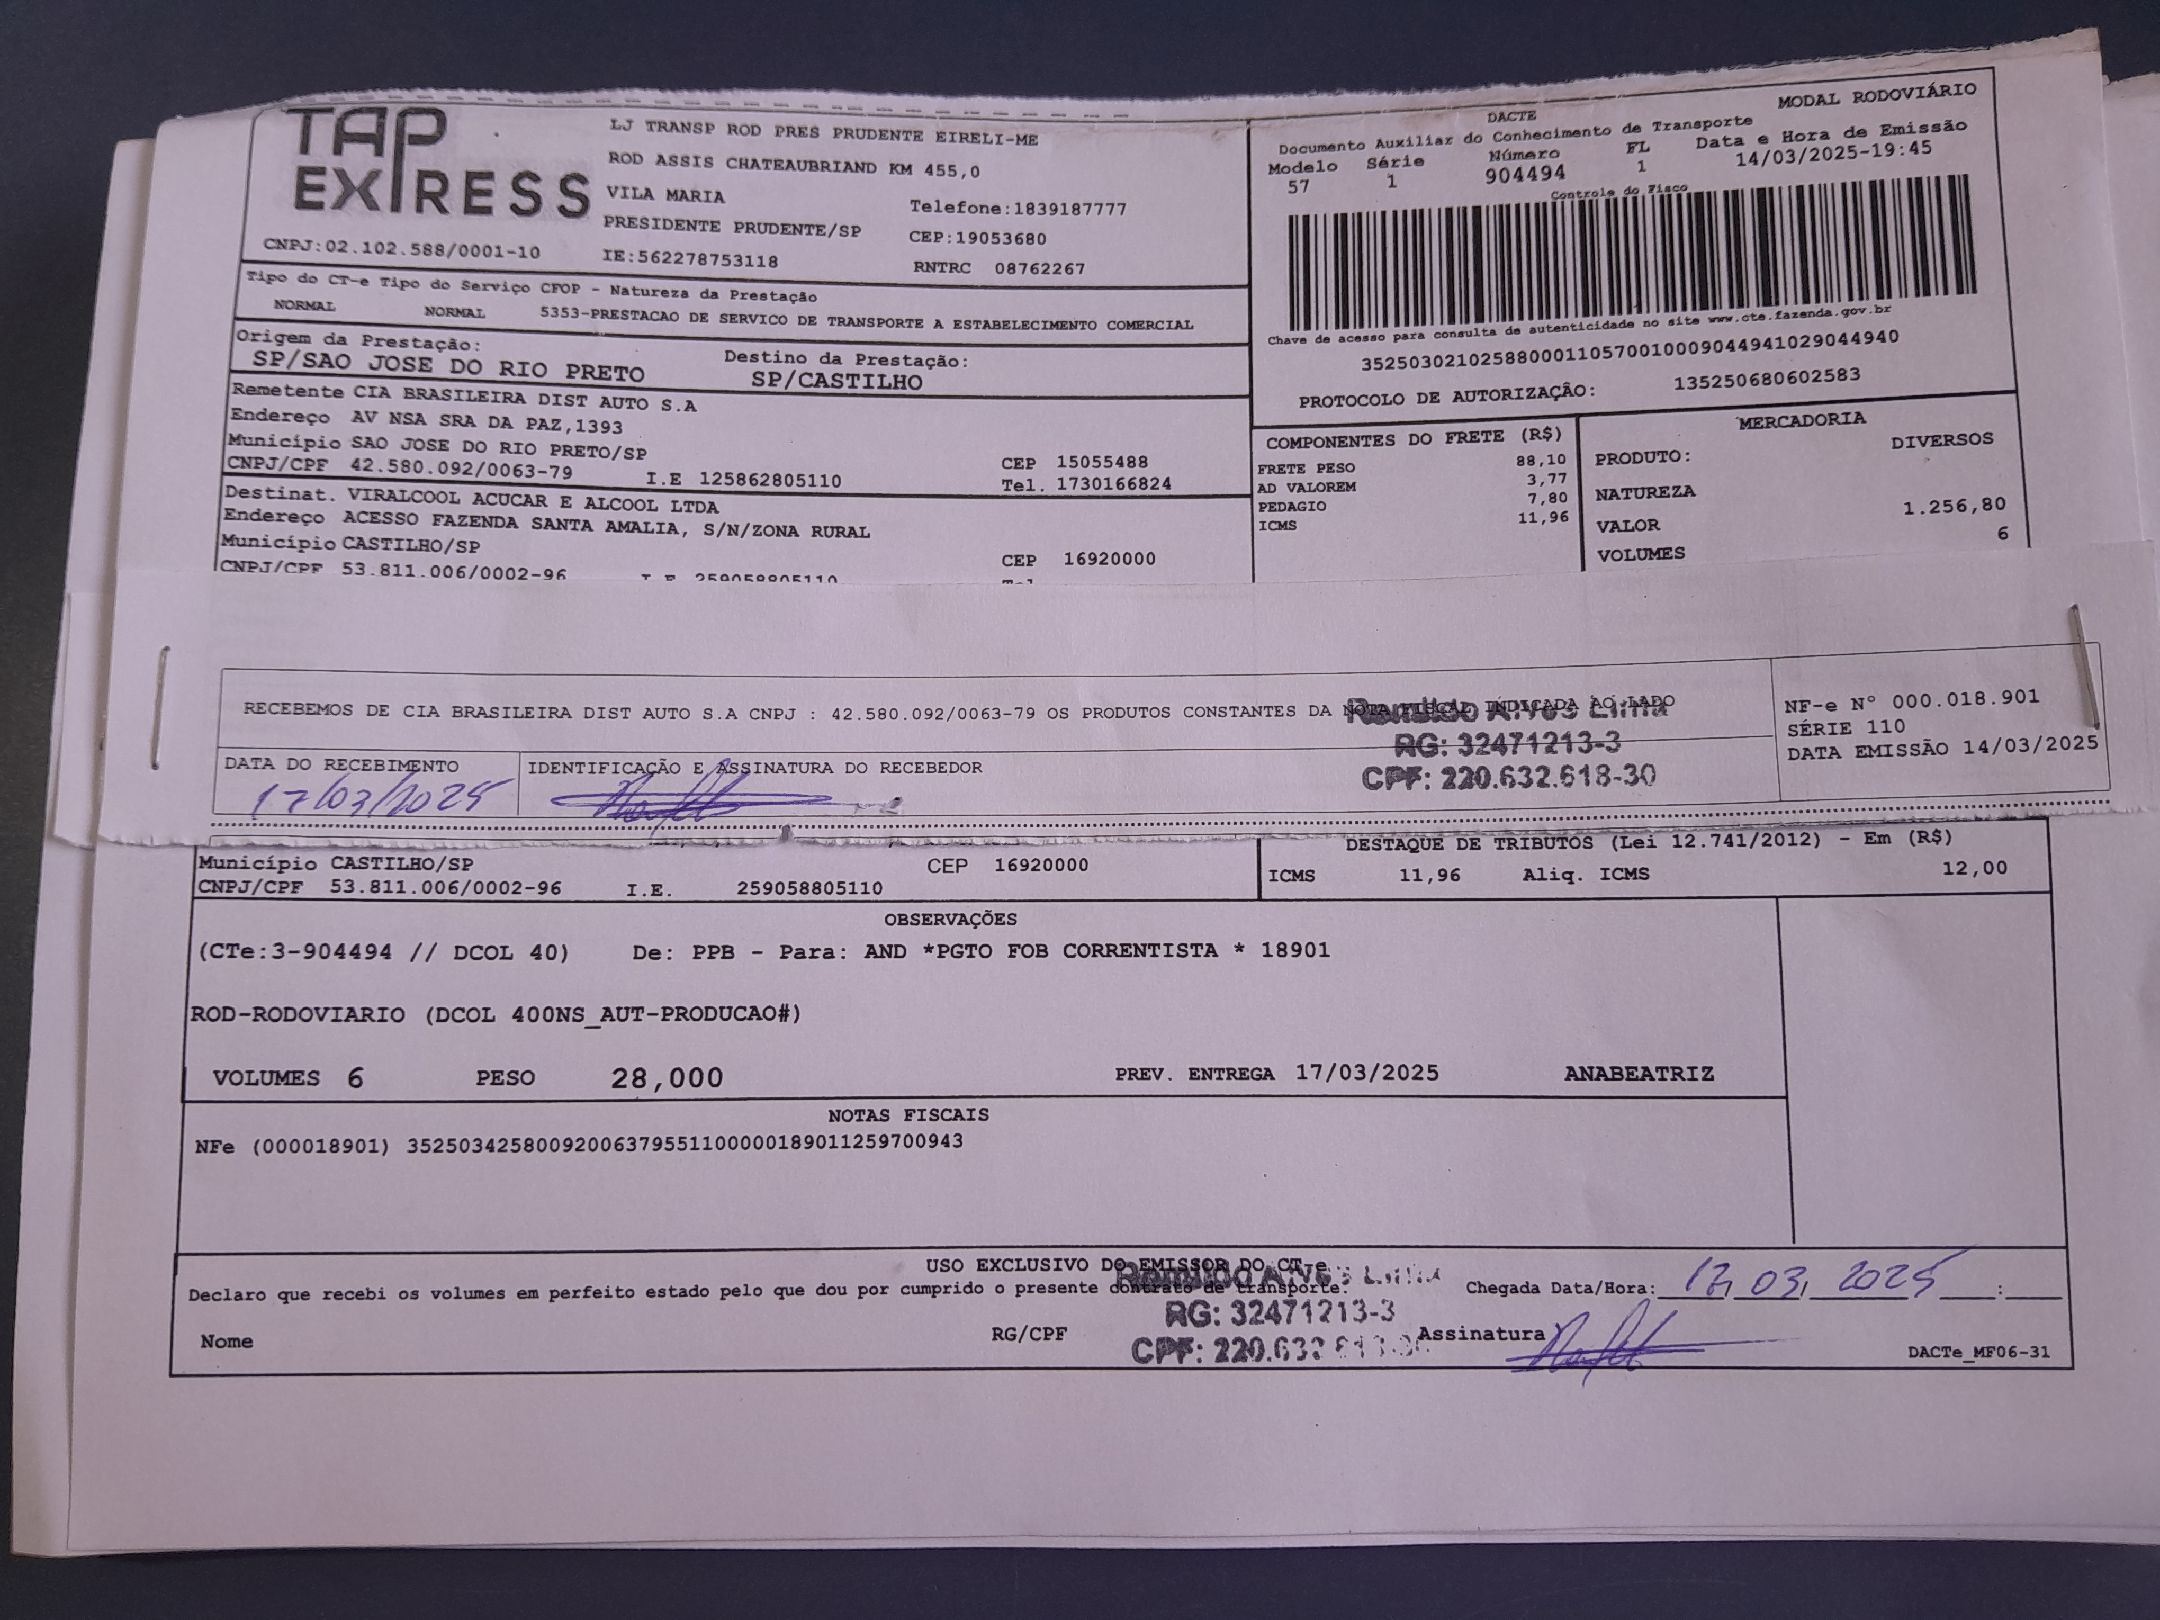 TAP EXPRESS
LJ TRANSP ROD PRES PRUDENTE EIRELI-ME
ROD ASSIS CHATEAUBRIAND KM 455,0
VILA MARIA
Telefone:1839187777
PRESIDENTE PRUDENTE/SP
CEP:19053680
CNPJ:02.102.588/0001-10
IE:562278753118
RNTRC 08762267
DACTE
MODAL RODOVIÁRIO
Documento Auxiliar do Conhecimento de Transporte
Modelo Série Número FL Data e Hora de Emissão
57 1 904494 1 14/03/2025-19:45
Controle do Fisco
Chave de acesso para consulta de autenticidade no site www.cte.fazenda.gov.br
35250302102588000110570010009044941029044940
PROTOCOLO DE AUTORIZAÇÃO: 135250680602583
Tipo do CT-e Tipo do Serviço CFOP - Natureza da Prestação
NORMAL NORMAL 5353-PRESTACAO DE SERVICO DE TRANSPORTE A ESTABELECIMENTO COMERCIAL
Origem da Prestação:
SP/SAO JOSE DO RIO PRETO
Destino da Prestação:
SP/CASTILHO
Remetente CIA BRASILEIRA DIST AUTO S.A
Endereço AV NSA SRA DA PAZ,1393
Município SAO JOSE DO RIO PRETO/SP
CEP 15055488
CNPJ/CPF 42.580.092/0063-79 I.E 125862805110
Tel. 1730166824
Destinat. VIRALCOOL ACUCAR E ALCOOL LTDA
Endereço ACESSO FAZENDA SANTA AMALIA, S/N/ZONA RURAL
Município CASTILHO/SP
CEP 16920000
CNPJ/CPF 53.811.006/0002-96 I.E 259058805110
Tel
COMPONENTES DO FRETE (R$)
FRETE PESO 88,10
AD VALOREM 3,77
PEDAGIO 7,80
ICMS 11,96
MERCADORIA
PRODUTO: DIVERSOS
NATUREZA
VALOR 1.256,80
VOLUMES 6
RECEBEMOS DE CIA BRASILEIRA DIST AUTO S.A CNPJ : 42.580.092/0063-79 OS PRODUTOS CONSTANTES DA NOTA FISCAL INDICADA AO LADO
Alves Lima
RG: 32471213-3
CPF: 220.632.618-30
NF-e N° 000.018.901
SÉRIE 110
DATA EMISSÃO 14/03/2025
DATA DO RECEBIMENTO
17/03/2025
IDENTIFICAÇÃO E ASSINATURA DO RECEBEDOR
Município CASTILHO/SP
CEP 16920000
CNPJ/CPF 53.811.006/0002-96 I.E. 259058805110
DESTAQUE DE TRIBUTOS (Lei 12.741/2012) - Em (R$)
ICMS 11,96 Aliq. ICMS 12,00
OBSERVAÇÕES
(CTe:3-904494 // DCOL 40) De: PPB - Para: AND *PGTO FOB CORRENTISTA * 18901
ROD-RODOVIARIO (DCOL 400NS_AUT-PRODUCAO#)
VOLUMES 6 PESO 28,000 PREV. ENTREGA 17/03/2025 ANABEATRIZ
NOTAS FISCAIS
NFe (000018901) 35250342580092006379551100000189011259700943
USO EXCLUSIVO DO EMISSOR DO CT-e
Declaro que recebi os volumes em perfeito estado pelo que dou por cumprido o presente contrato de transporte.
Alves Lima
RG: 32471213-3
Chegada Data/Hora: 17, 03, 2025 :
Nome RG/CPF
CPF: 220.632
Assinatura
DACTe_MF06-31